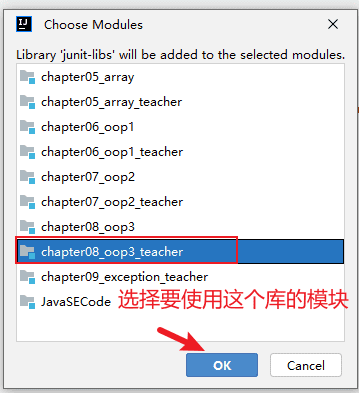 Choose Modules
Library 'junit-libs' will be added to the selected modules.
chapter05_array
chapter05_array_teacher
chapter06_oop1
chapter06_oop1_teacher
chapter07_oop2
chapter07_oop2_teacher
chapter08_oop3
chapter08_oop3_teacher
chapter09_exception_teacher
JavaSECode
选择要使用这个库的模块
OK
Cancel